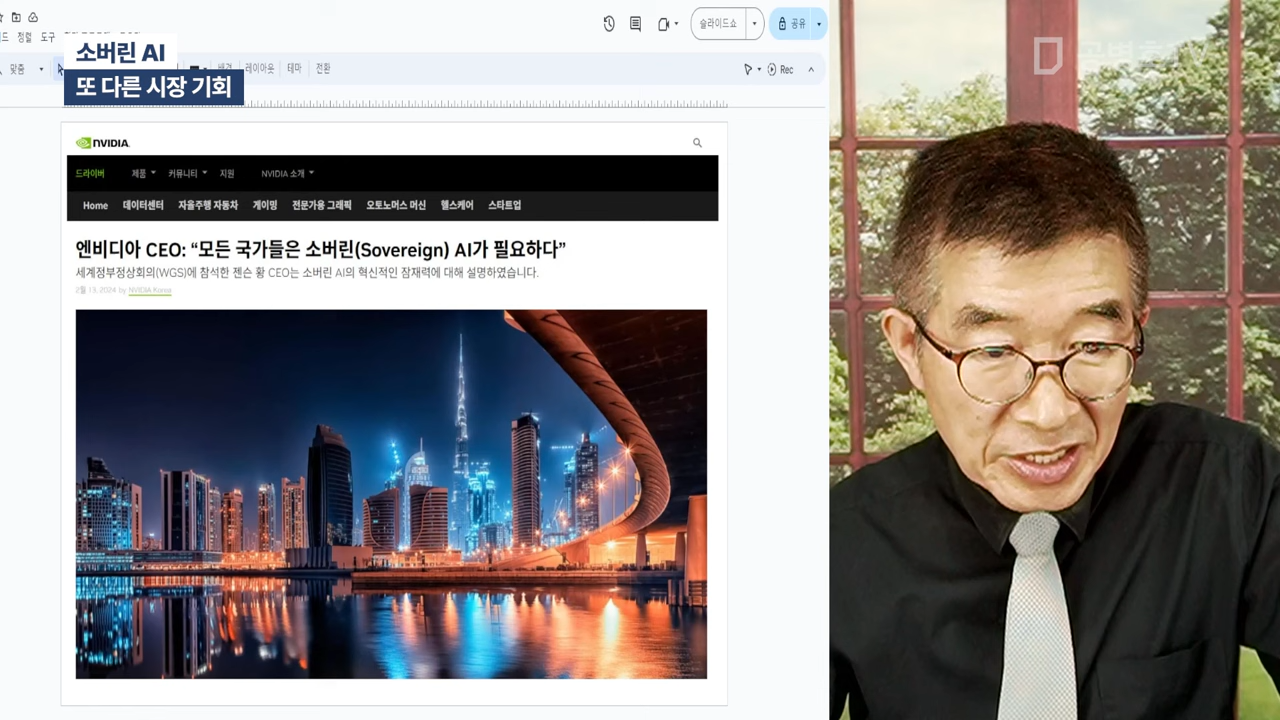 정렬 도구
슬라이드쇼
공유
소버린 AI
또 다른 시장 기회
맞춤
배경 레이아웃 테마 전환
Rec
NVIDIA
드라이버 제품 커뮤니티 지원 NVIDIA 소개
Home 데이터센터 자율주행 자동차 게이밍 전문가용 그래픽 오토노머스 머신 헬스케어 스타트업
엔비디아 CEO: “모든 국가들은 소버린(Sovereign) AI가 필요하다”
세계정부정상회의(WGS)에 참석한 젠슨 황 CEO는 소버린 AI의 혁신적인 잠재력에 대해 설명하였습니다.
2월 13, 2024 by NVIDIA Korea